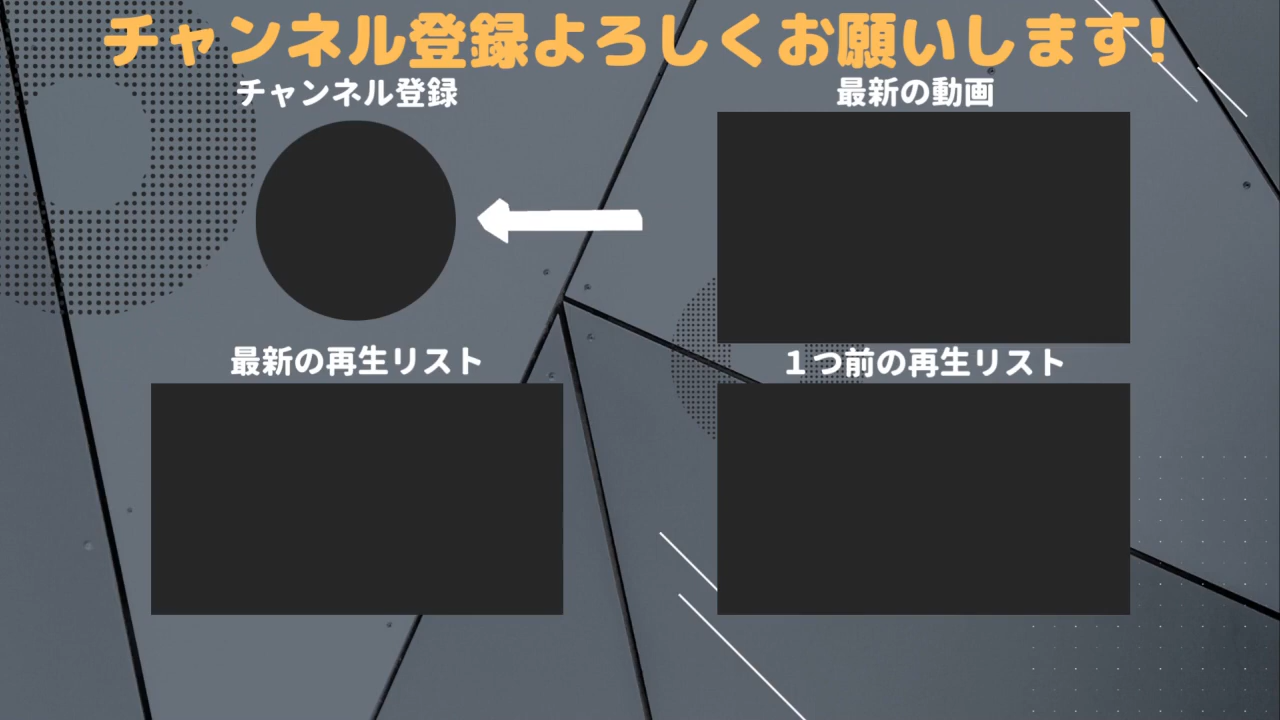 チャンネル登録よろしくお願いします!
チャンネル登録
最新の動画
最新の再生リスト
１つ前の再生リスト